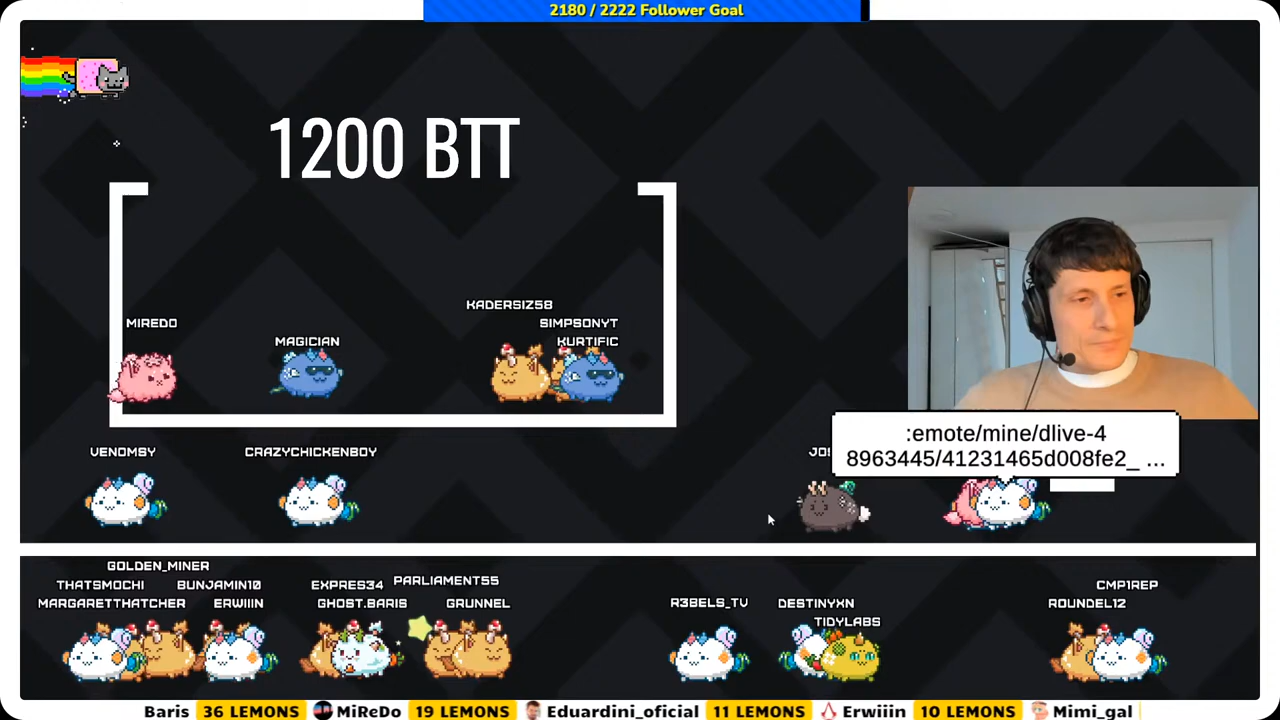 2180 / 2222 Follower Goal
1200 BTT
KADERSIZ58
MIREDO
SIMPSONYT
MAGICIAN
KURTIFIC
:emote/mine/dlive-4
8963445/41231465d008fe2_ ...
VENOMBY
CRAZYCHICKENBOY
GOLDEN_MINER
THATSMOCHI
BUNJAMIN10
EXPRES34
PARLIAMENT55
CMP1REP
MARGARETTHATCHER
ERWIIIN
GHOST.BARIS
GRUNNEL
R3BELS_TV
DESTINYXN
ROUNDEL12
TIDYLABS
Baris 36 LEMONS MiReDo 19 LEMONS Eduardini_oficial 11 LEMONS Erwiiin 10 LEMONS Mimi_gal